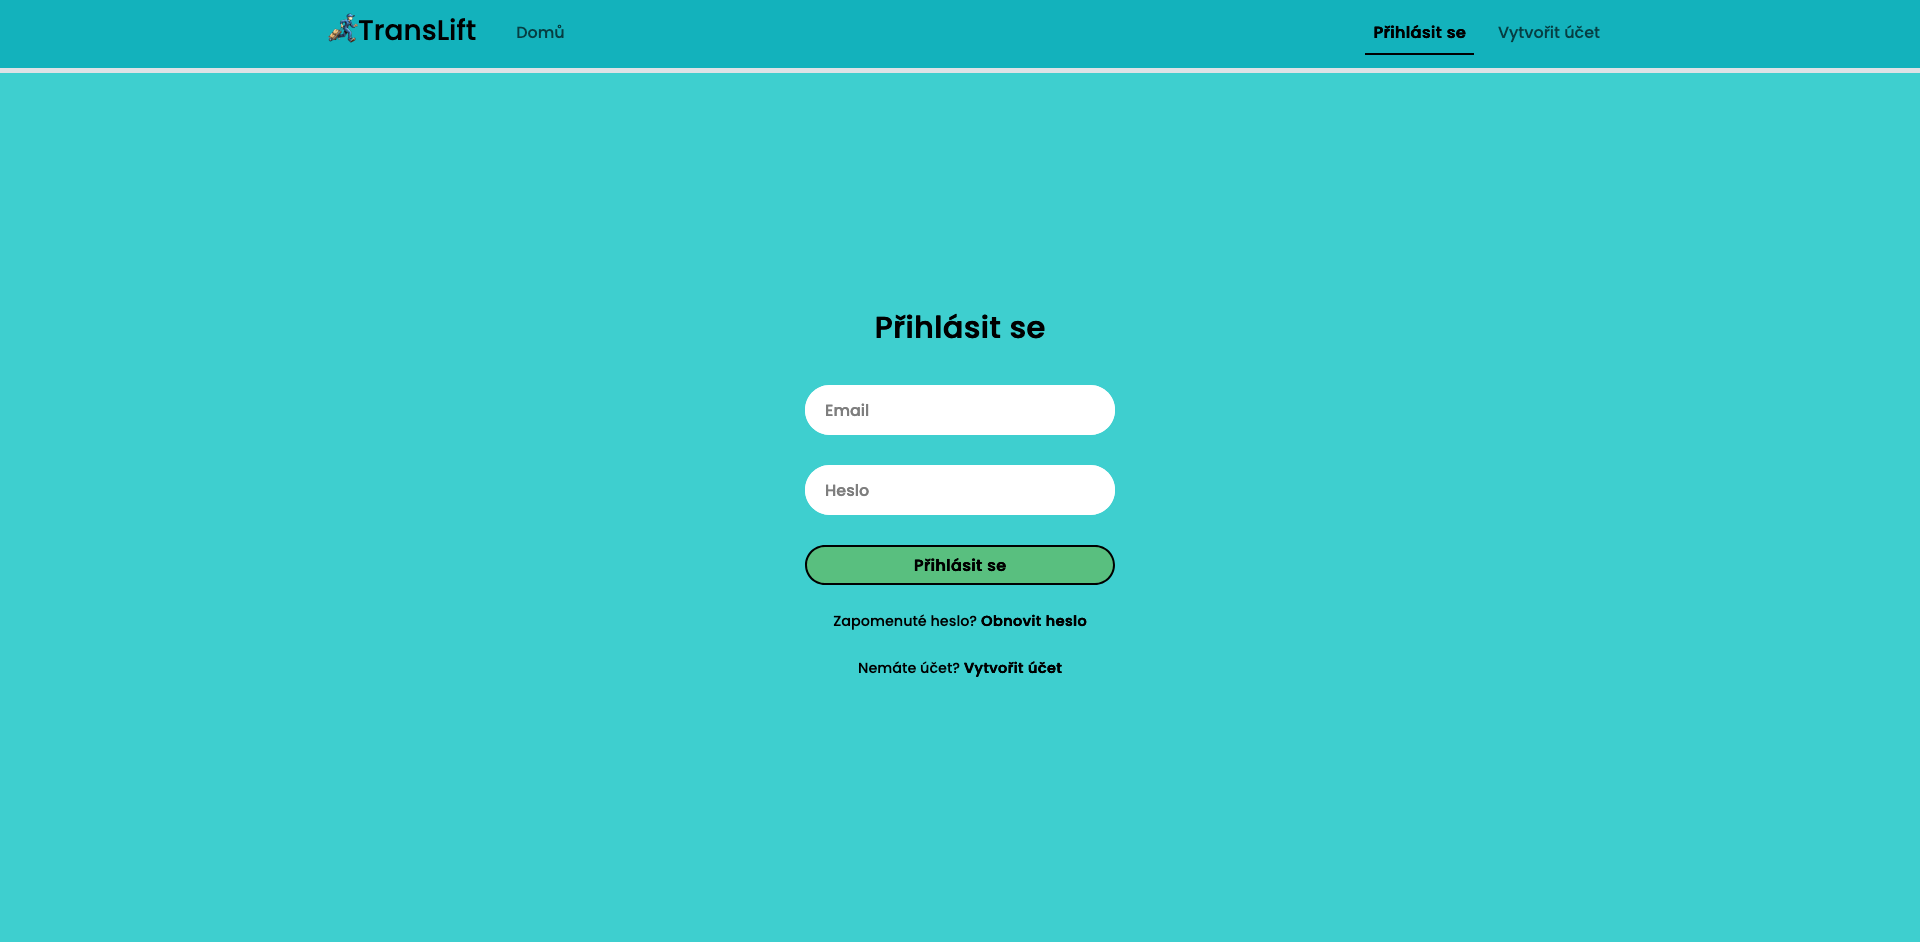 TransLift
Domů
Přihlásit se
Vytvořit účet
Přihlásit se
Email
Heslo
Přihlásit se
Zapomenuté heslo? Obnovit heslo
Nemáte účet? Vytvořit účet